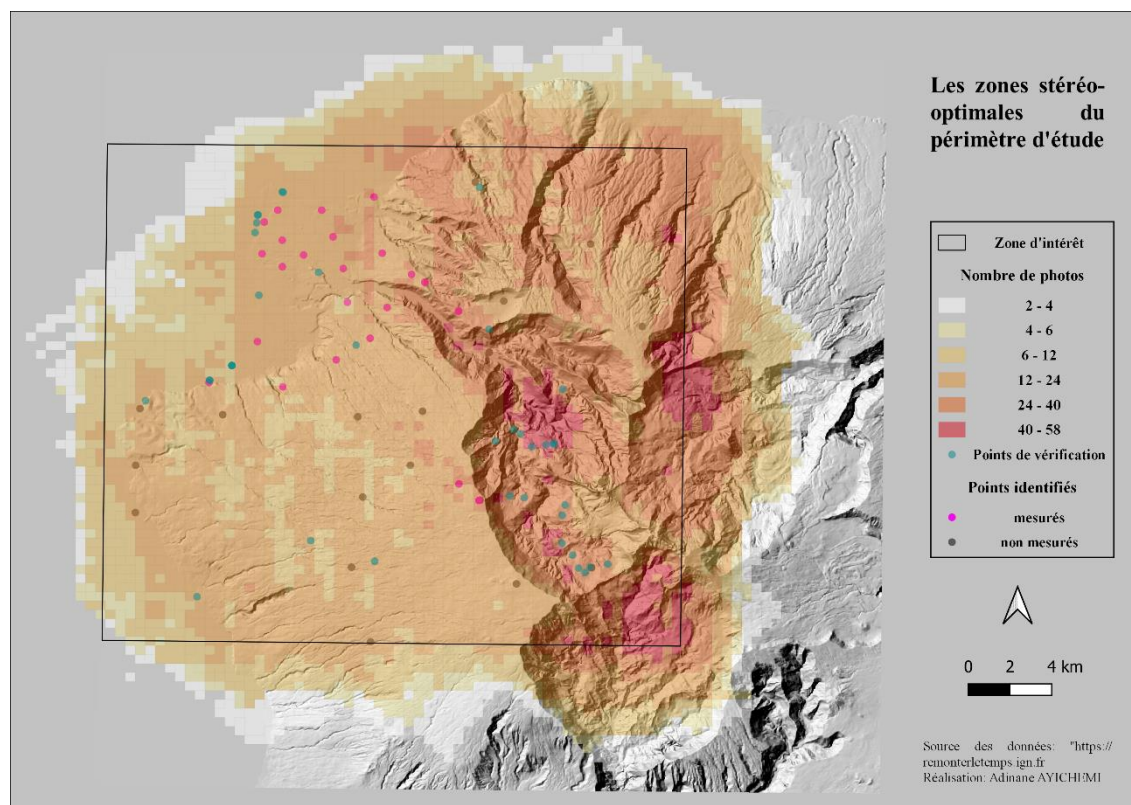 Les zones stéréo-
optimales du
périmètre d'étude
Zone d'intérêt
Nombre de photos
2 - 4
4 - 6
6 - 12
12 - 24
24 - 40
40 - 58
Points de vérification
Points identifiés
mesurés
non mesurés
0 2 4 km
Source des données: "https://
remonterletemps.ign.fr
Réalisation: Adinane AYICHEMI